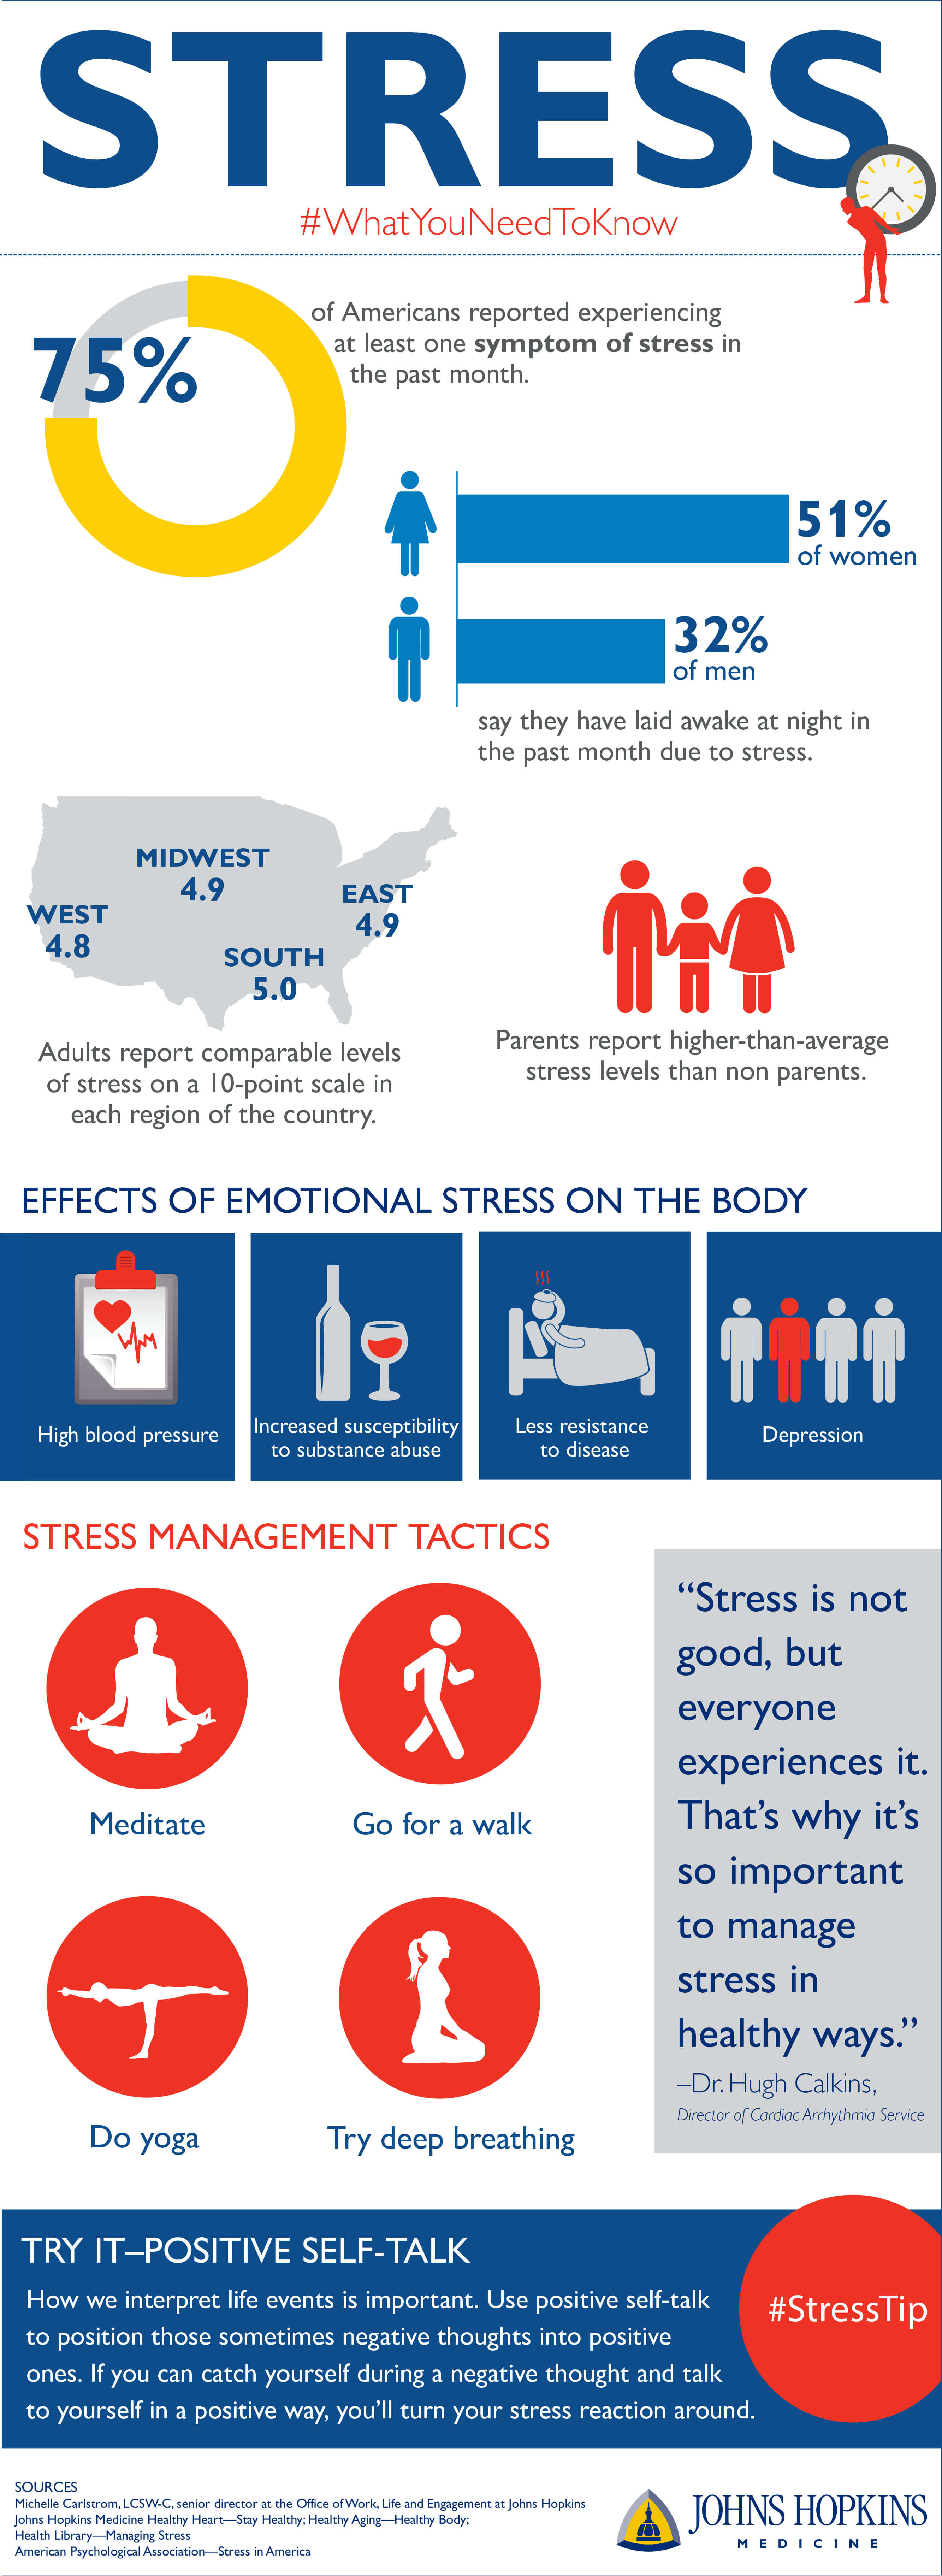 STRESS
#WhatYouNeedToKnow
75%
of Americans reported experiencing
at least one symptom of stress in
the past month.
51%
of women
32%
of men
say they have laid awake at night in
the past month due to stress.
MIDWEST
4.9
EAST
4.9
WEST
4.8
SOUTH
5.0
Adults report comparable levels
of stress on a 10-point scale in
each region of the country.
Parents report higher-than-average
stress levels than non parents.
EFFECTS OF EMOTIONAL STRESS ON THE BODY
High blood pressure
Increased susceptibility
to substance abuse
Less resistance
to disease
Depression
STRESS MANAGEMENT TACTICS
Meditate
Go for a walk
Do yoga
Try deep breathing
“Stress is not
good, but
everyone
experiences it.
That’s why it’s
so important
to manage
stress in
healthy ways.”
–Dr. Hugh Calkins,
Director of Cardiac Arrhythmia Service
TRY IT–POSITIVE SELF-TALK
How we interpret life events is important. Use positive self-talk
to position those sometimes negative thoughts into positive
ones. If you can catch yourself during a negative thought and talk
to yourself in a positive way, you’ll turn your stress reaction around.
#StressTip
SOURCES
Michelle Carlstrom, LCSW-C, senior director at the Office of Work, Life and Engagement at Johns Hopkins
Johns Hopkins Medicine Healthy Heart—Stay Healthy; Healthy Aging—Healthy Body;
Health Library—Managing Stress
American Psychological Association—Stress in America
JOHNS HOPKINS
MEDICINE